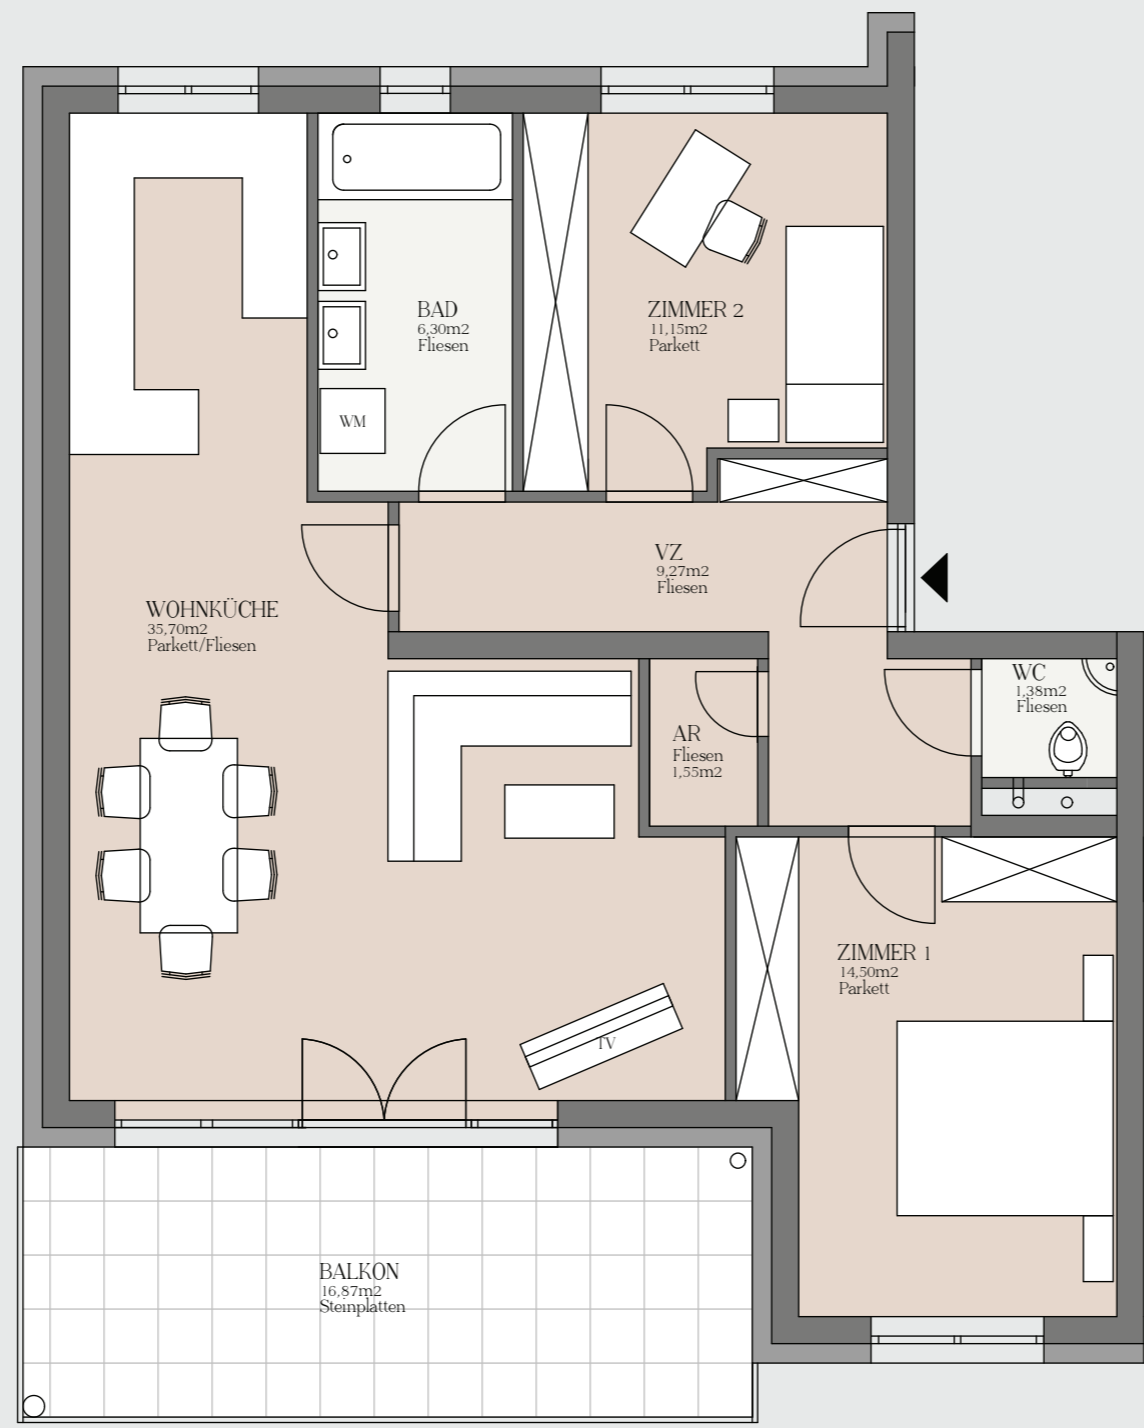 BAD
6,30m2
Fliesen
WM
ZIMMER 2
11,15m2
Parkett
VZ
9,27m2
Fliesen
WOHNKÜCHE
35,70m2
Parkett/Fliesen
WC
1,38m2
Fliesen
AR
Fliesen
1,55m2
ZIMMER 1
14,50m2
Parkett
TV
BALKON
16,87m2
Steinplatten